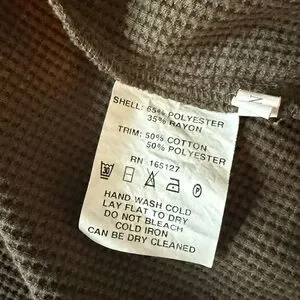 SHELL: 65% POLYESTER
35% RAYON
TRIM: 50% COTTON
50% POLYESTER
RN 165127
HAND WASH COLD
LAY FLAT TO DRY
DO NOT BLEACH
COLD IRON
CAN BE DRY CLEANED